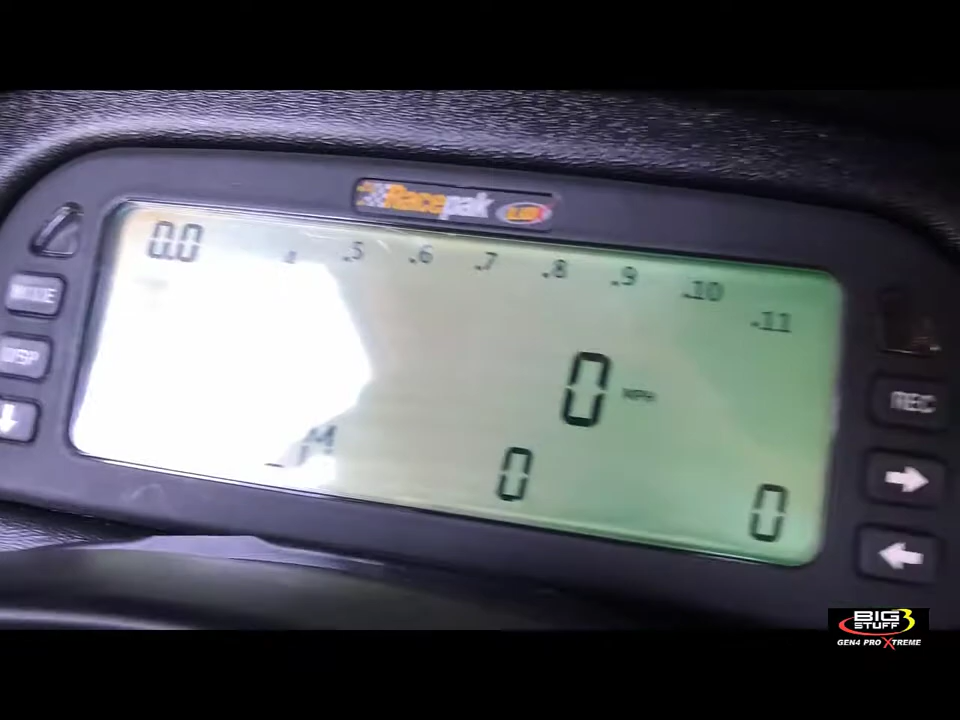 Racepak
0.0
4 .5 .6 .7 .8 .9 .10 .11
MODE
DISP
0 MPH
REC
0
0
BIG 3
STUFF
GEN4 PRO XTREME